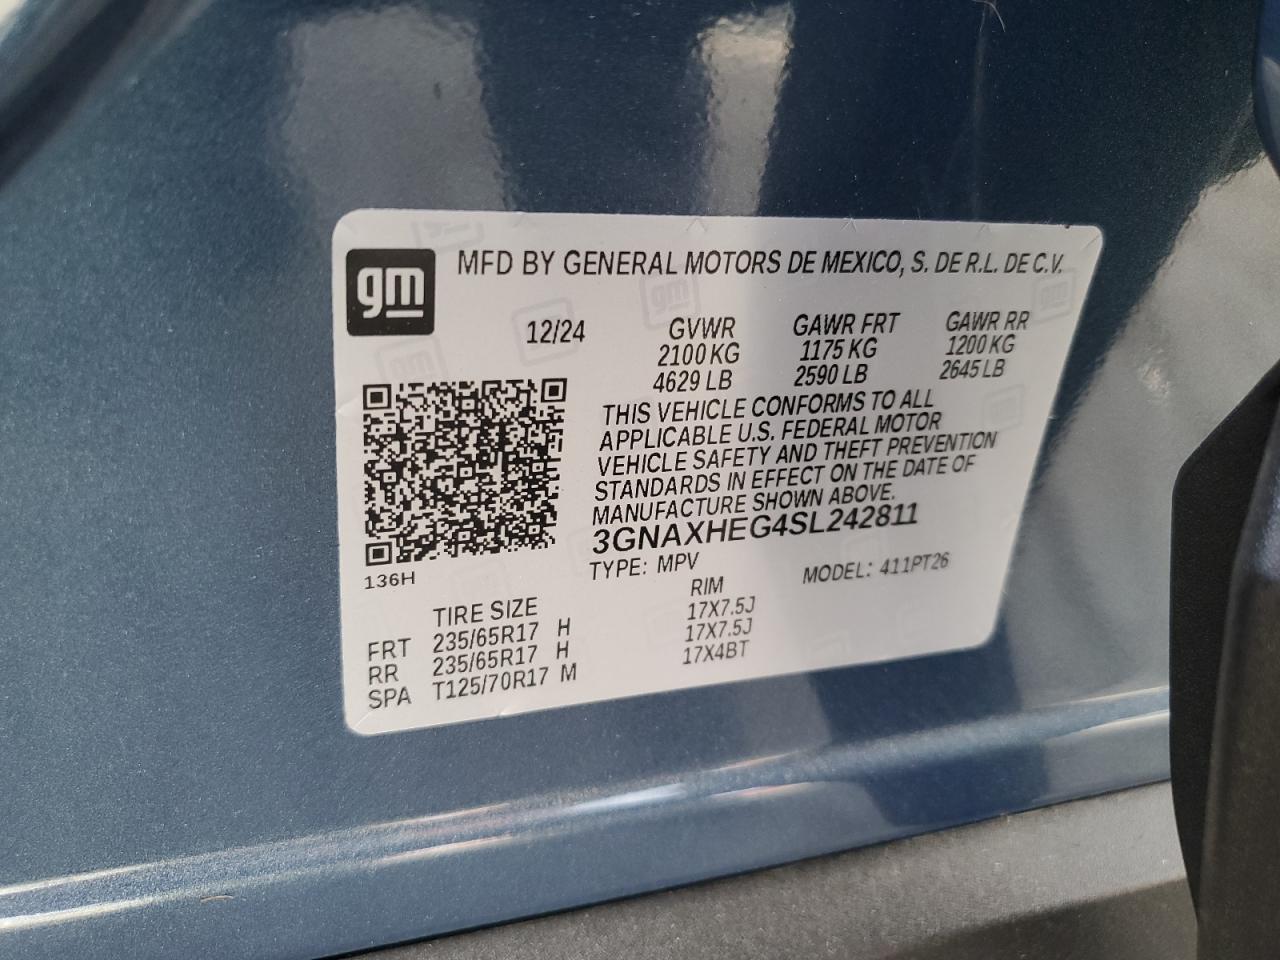 gm
MFD BY GENERAL MOTORS DE MEXICO, S. DE R.L. DE C.V.
12/24
GVWR GAWR FRT GAWR RR
2100 KG 1175 KG 1200 KG
4629 LB 2590 LB 2645 LB
THIS VEHICLE CONFORMS TO ALL
APPLICABLE U.S. FEDERAL MOTOR
VEHICLE SAFETY AND THEFT PREVENTION
STANDARDS IN EFFECT ON THE DATE OF
MANUFACTURE SHOWN ABOVE.
3GNAXHEG4SL242811
TYPE: MPV MODEL: 411PT26
136H
TIRE SIZE RIM
FRT 235/65R17 H 17X7.5J
RR 235/65R17 H 17X7.5J
SPA T125/70R17 M 17X4BT